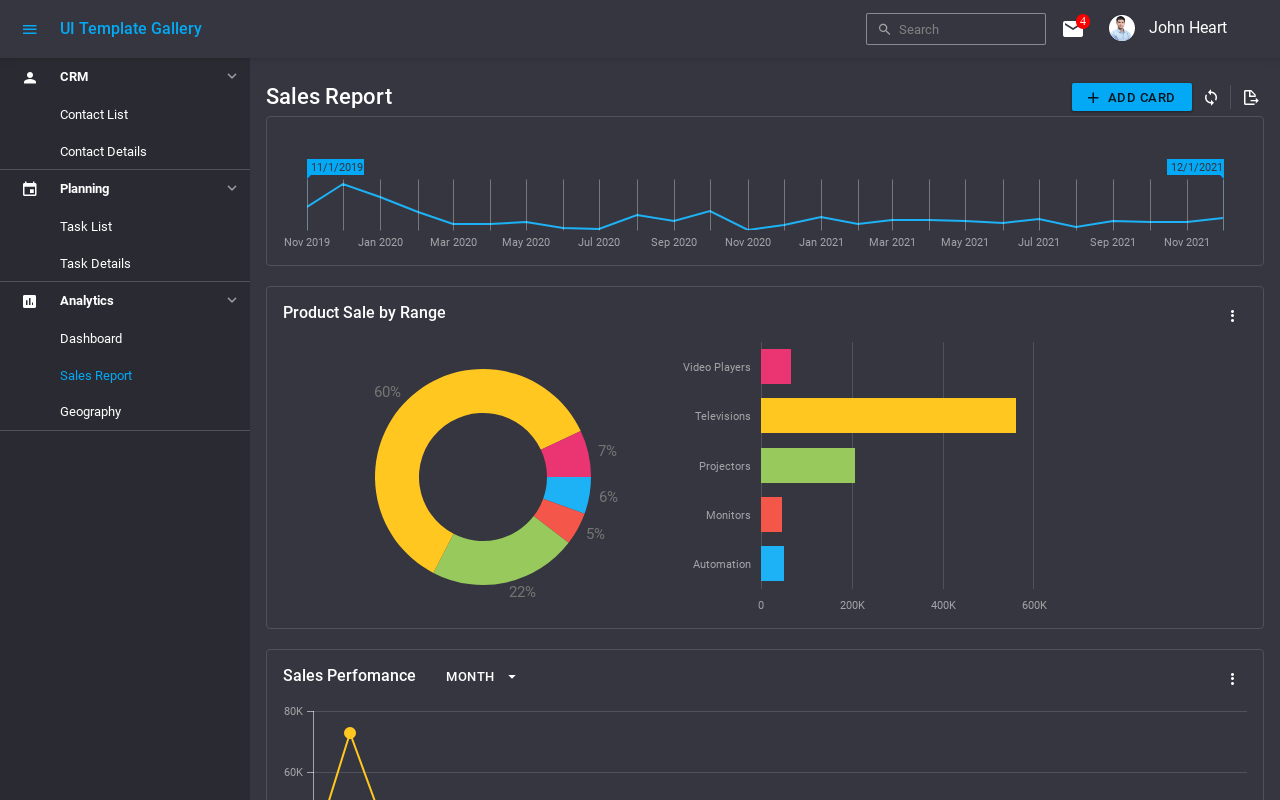 UI Template Gallery
Search
4
John Heart
CRM
Contact List
Contact Details
Planning
Task List
Task Details
Analytics
Dashboard
Sales Report
Geography
Sales Report
ADD CARD
11/1/2019
12/1/2021
Nov 2019 Jan 2020 Mar 2020 May 2020 Jul 2020 Sep 2020 Nov 2020 Jan 2021 Mar 2021 May 2021 Jul 2021 Sep 2021 Nov 2021
Product Sale by Range
60%
7%
6%
5%
22%
Video Players
Televisions
Projectors
Monitors
Automation
0 200K 400K 600K
Sales Perfomance
MONTH
80K
60K